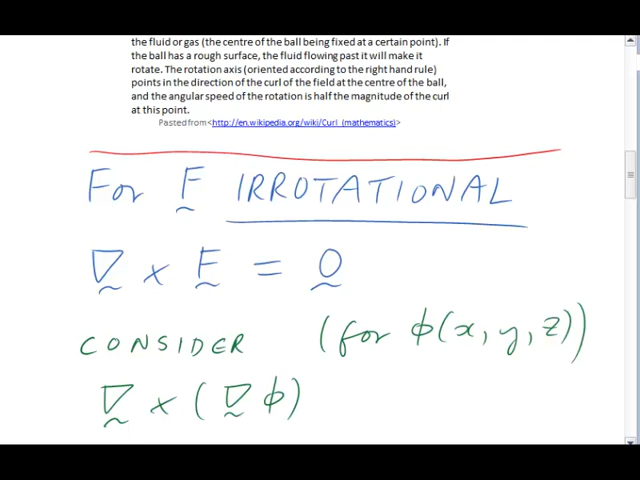 the fluid or gas (the centre of the ball being fixed at a certain point). If
the ball has a rough surface, the fluid flowing past it will make it
rotate. The rotation axis (oriented according to the right hand rule)
points in the direction of the curl of the field at the centre of the ball,
and the angular speed of the rotation is half the magnitude of the curl
at this point.
Pasted from <http://en.wikipedia.org/wiki/Curl_(mathematics)>
For F̰ IRROTATIONAL
∇̰ × F̰ = 0̰
CONSIDER (for ϕ(x, y, z))
∇̰ × (∇̰ ϕ)